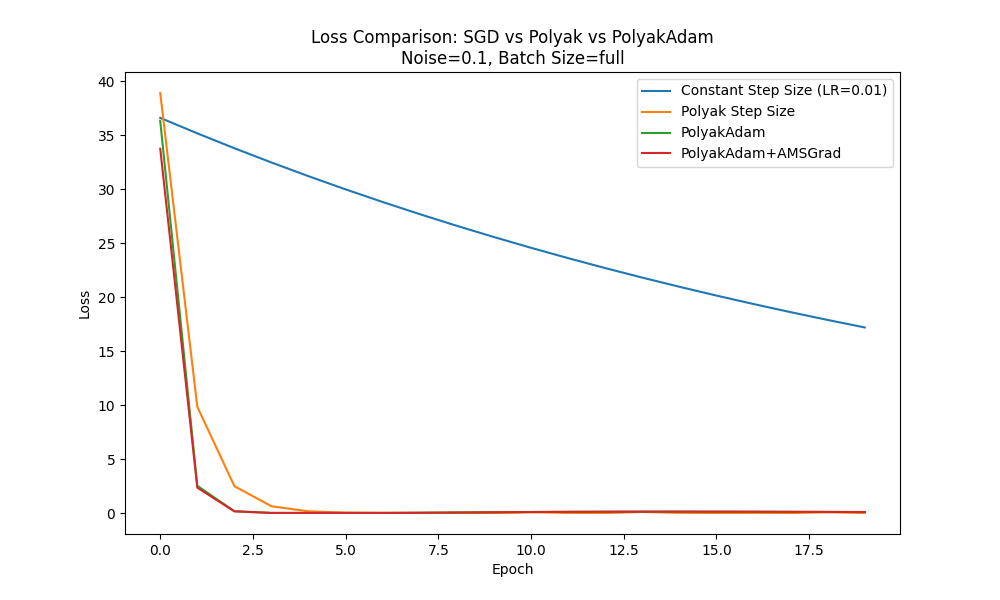 Loss Comparison: SGD vs Polyak vs PolyakAdam
Noise=0.1, Batch Size=full
Constant Step Size (LR=0.01)
Polyak Step Size
PolyakAdam
PolyakAdam+AMSGrad
Loss
40
35
30
25
20
15
10
5
0
0.0 2.5 5.0 7.5 10.0 12.5 15.0 17.5
Epoch